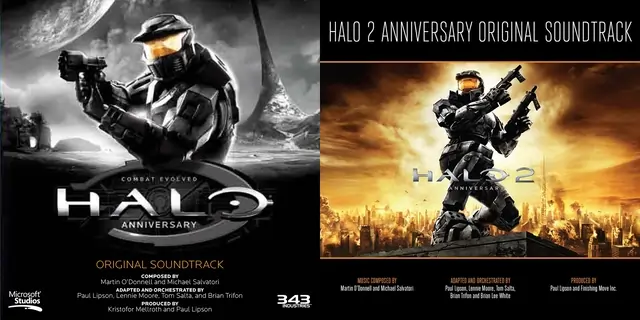 COMBAT EVOLVED
HALO
ANNIVERSARY
ORIGINAL SOUNDTRACK
COMPOSED BY
Martin O'Donnell and Michael Salvatori
ADAPTED AND ORCHESTRATED BY
Paul Lipson, Lennie Moore, Tom Salta, and Brian Trifon
PRODUCED BY
Kristofor Mellroth and Paul Lipson
Microsoft
Studios
343
INDUSTRIES
HALO 2 ANNIVERSARY ORIGINAL SOUNDTRACK
HALO 2
ANNIVERSARY
MUSIC COMPOSED BY
Martin O'Donnell and Michael Salvatori
ADAPTED AND ORCHESTRATED BY
Paul Lipson, Lennie Moore, Tom Salta,
Brian Trifon and Brian Lee White
PRODUCED BY
Paul Lipson and Finishing Move Inc.